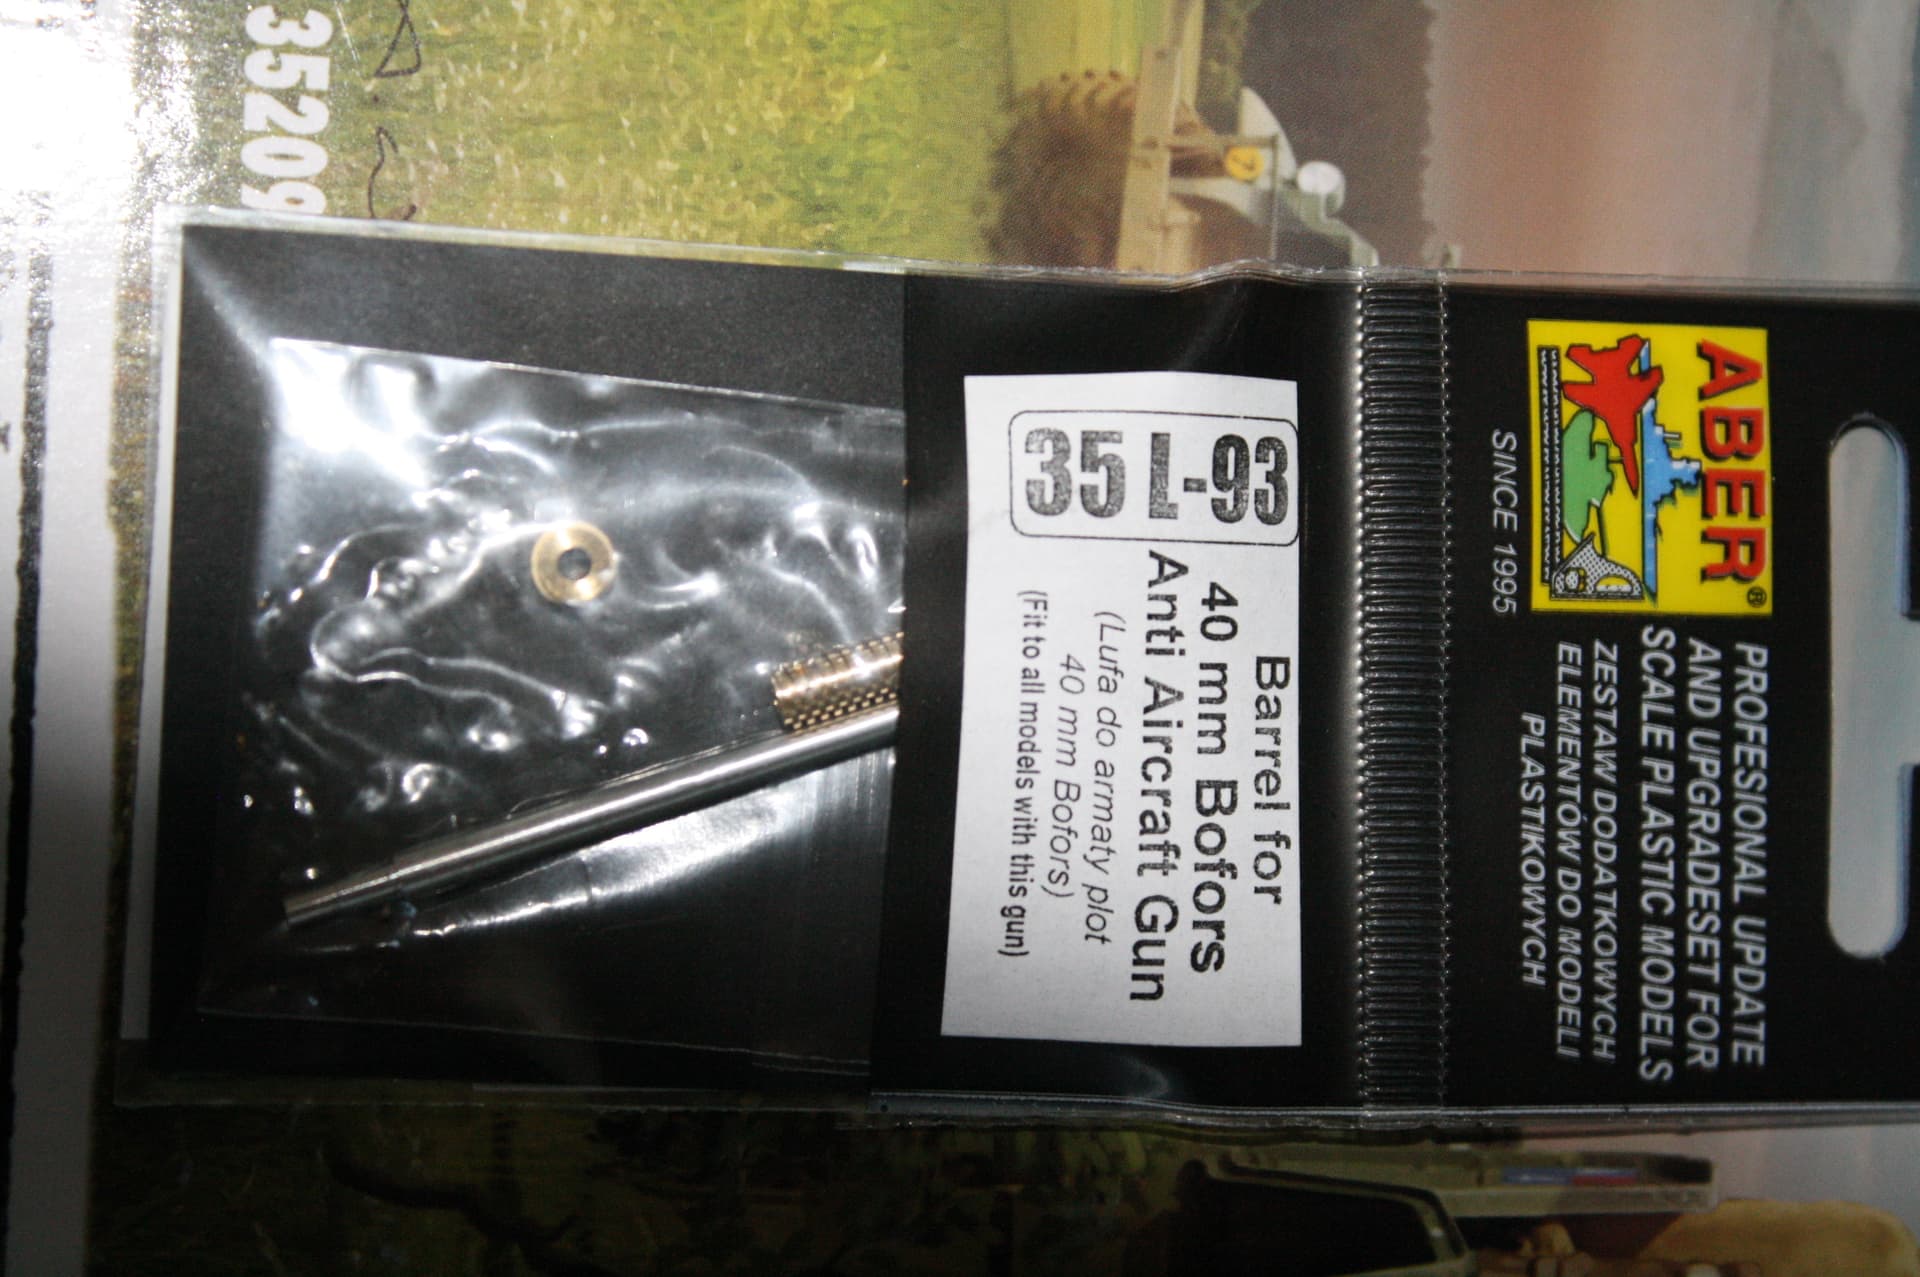 ABER®
SINCE 1995
PROFESIONAL UPDATE
AND UPGRADESET FOR
SCALE PLASTIC MODELS
ZESTAW DODATKOWYCH
ELEMENTÓW DO MODELI
PLASTIKOWYCH
35 L-93
Barrel for
40 mm Bofors
Anti Aircraft Gun
(Lufa do armaty plot
40 mm Bofors)
(Fit to all models with this gun)
35209